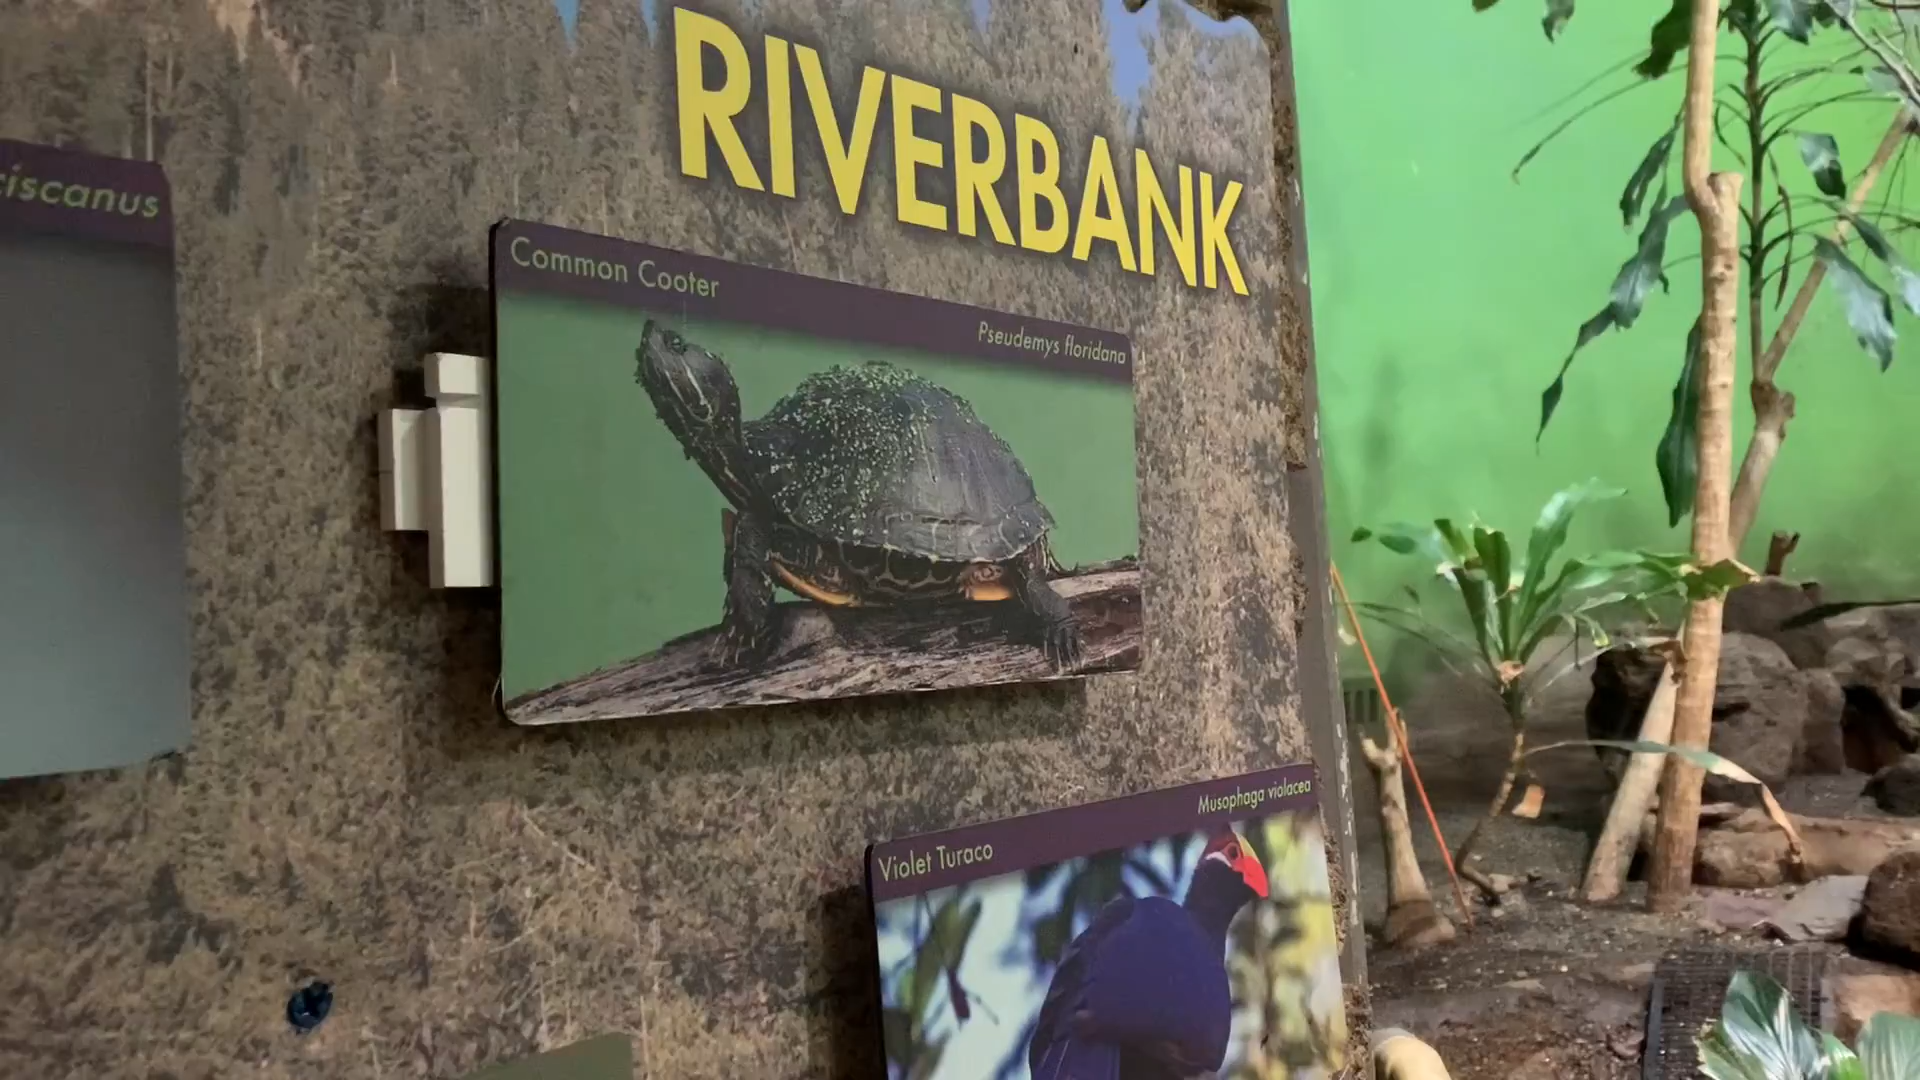 RIVERBANK
Common Cooter
Pseudemys floridana
Violet Turaco
Musophaga violacea